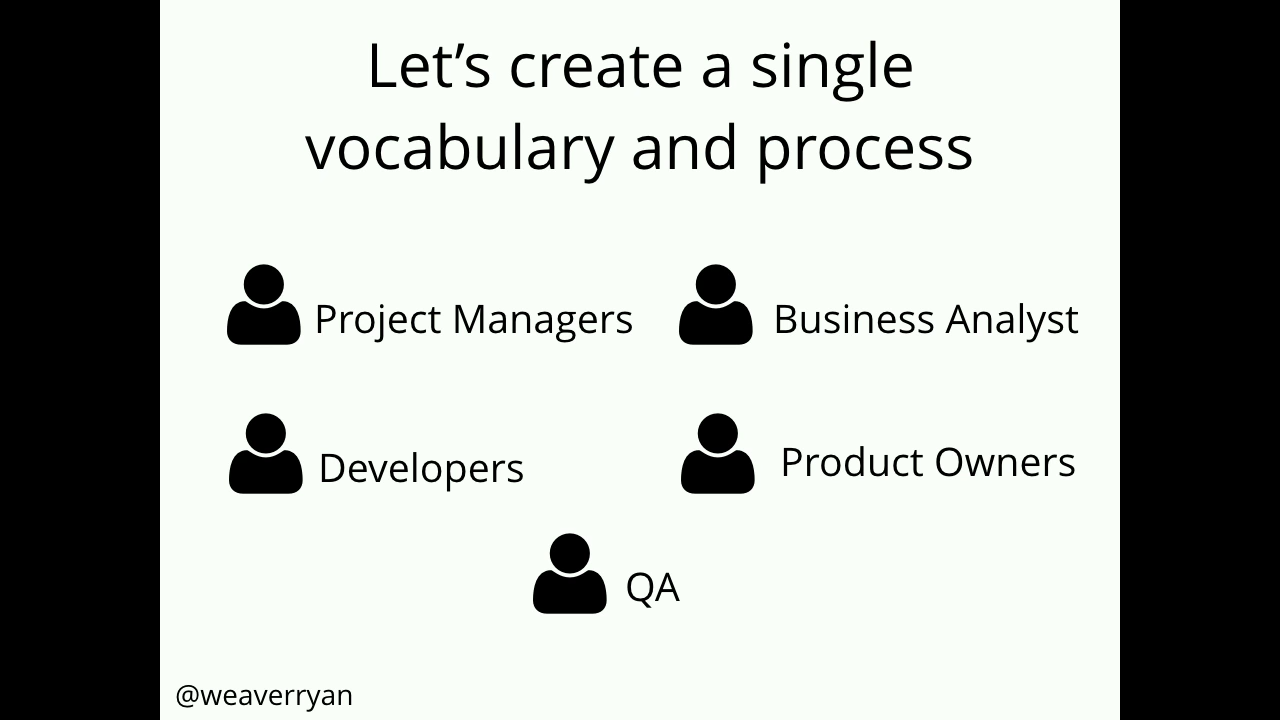 Let’s create a single
vocabulary and process
Project Managers
Business Analyst
Developers
Product Owners
QA
@weaverryan